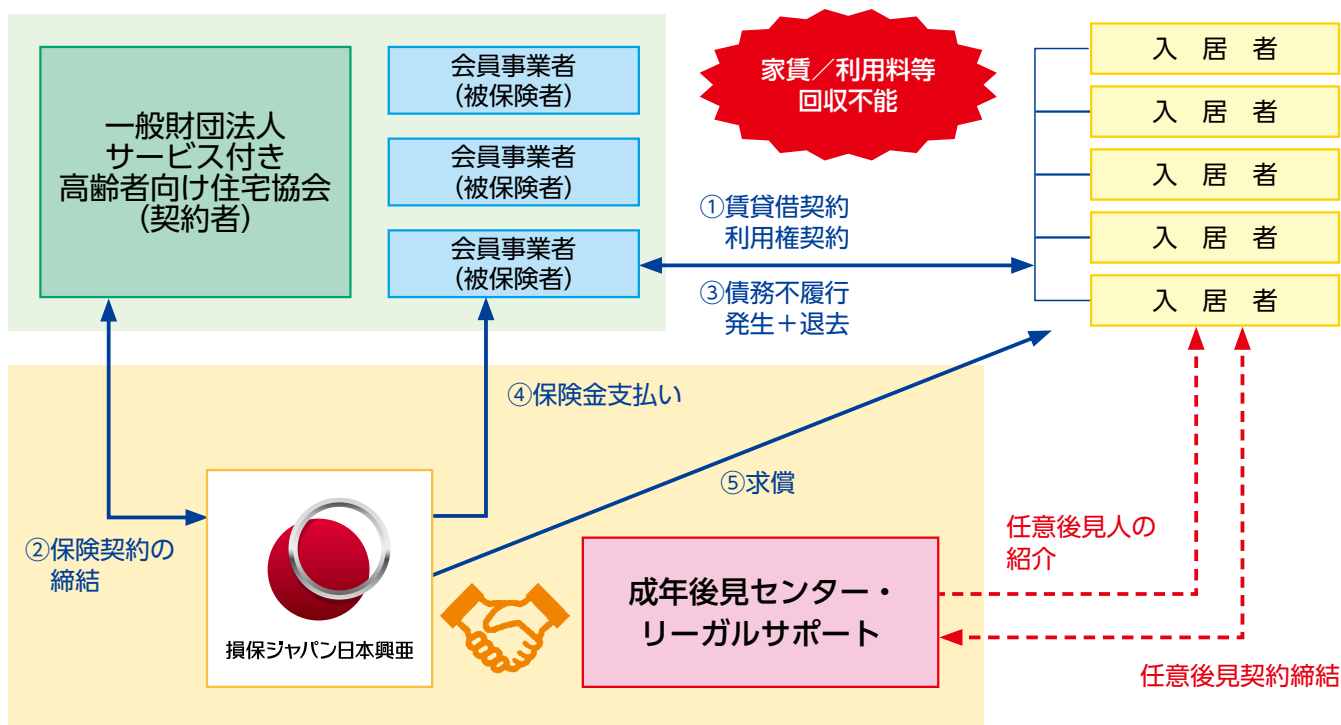 一般財団法人
サービス付き
高齢者向け住宅協会
(契約者)
会員事業者
(被保険者)
会員事業者
(被保険者)
会員事業者
(被保険者)
家賃／利用料等
回収不能
入居者
入居者
入居者
入居者
入居者
①賃貸借契約
利用権契約
③債務不履行
発生＋退去
④保険金支払い
⑤求償
②保険契約の
締結
損保ジャパン日本興亜
成年後見センター・
リーガルサポート
任意後見人の
紹介
任意後見契約締結